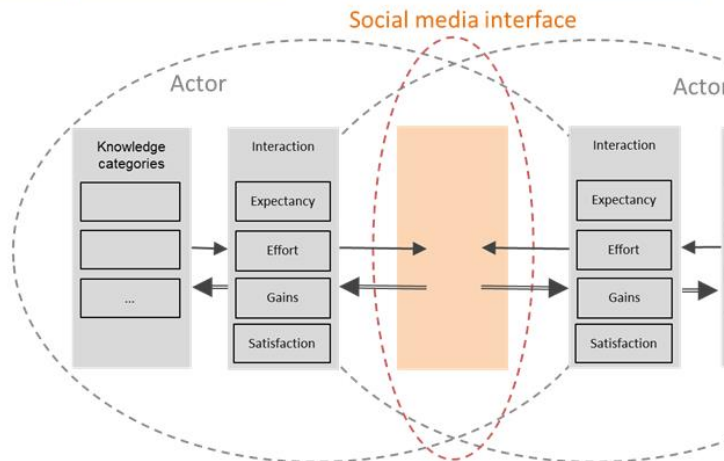 Social media interface
Actor
Actor
Knowledge
categories
...
Interaction
Expectancy
Effort
Gains
Satisfaction
Interaction
Expectancy
Effort
Gains
Satisfaction